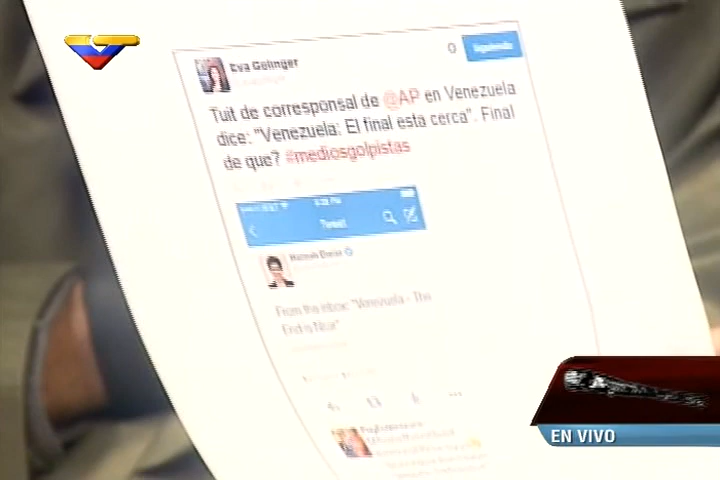 Eva Golinger
Siguiendo
Tuit de corresponsal de @AP en Venezuela
dice: "Venezuela: El final está cerca". Final
de que? #mediosgolpistas
Tweet
Hannah Dreier
From the inbox: "Venezuela - The
End is Near"
EN VIVO